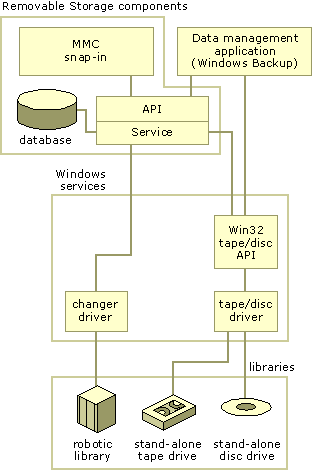 Removable Storage components
MMC
snap-in
Data management
application
(Windows Backup)
API
Service
database
Windows
services
Win32
tape/disc
API
changer
driver
tape/disc
driver
libraries
robotic
library
stand-alone
tape drive
stand-alone
disc drive